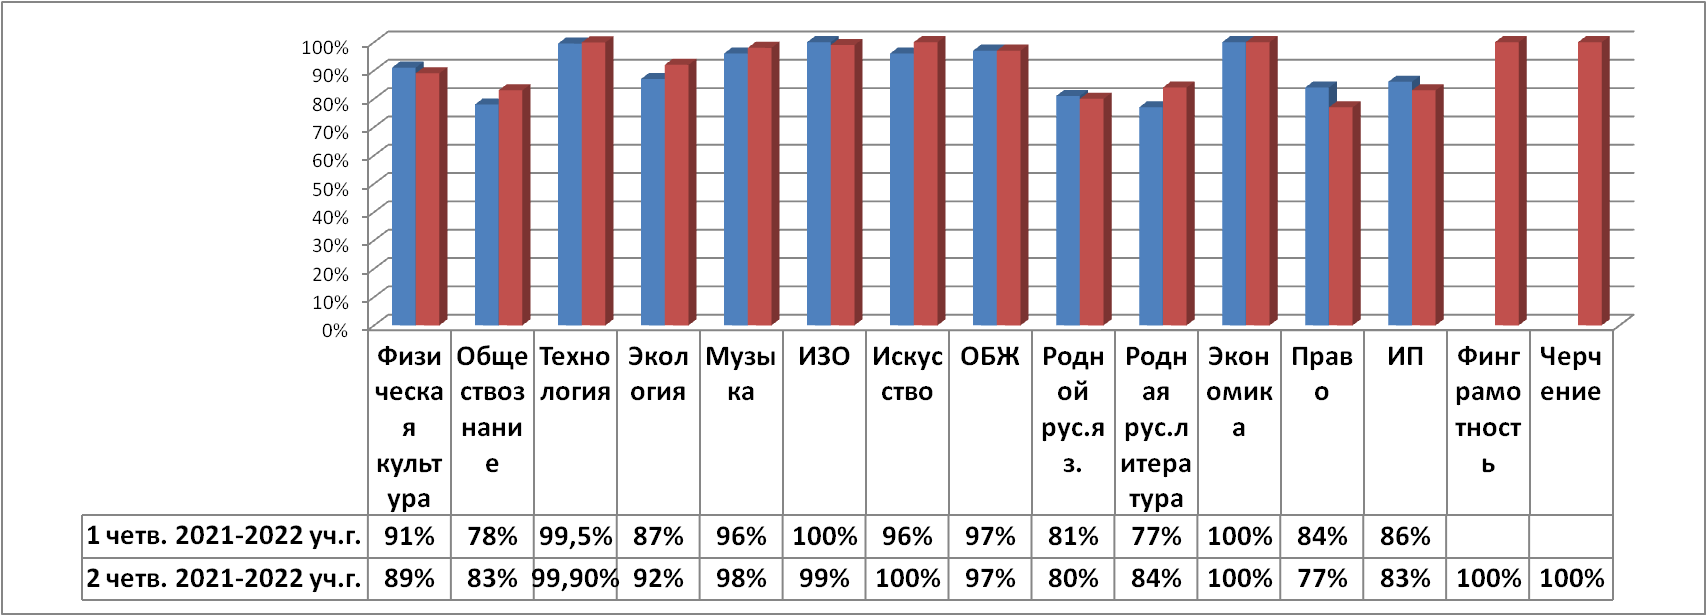 100%
90%
80%
70%
60%
50%
40%
30%
20%
10%
0%
Физи
ческа
я
культ
ура
Обще
ствоз
нани
е
Техно
логия
Экол
огия
Музы
ка
ИЗО
Искус
ство
ОБЖ
Родн
ой
рус.я
з.
Родн
ая
рус.л
итера
тура
Экон
омик
а
Прав
о
ИП
Финг
рамо
тност
ь
Черч
ение
1 четв. 2021-2022 уч.г. 91% 78% 99,5% 87% 96% 100% 96% 97% 81% 77% 100% 84% 86%
2 четв. 2021-2022 уч.г. 89% 83% 99,90% 92% 98% 99% 100% 97% 80% 84% 100% 77% 83% 100% 100%